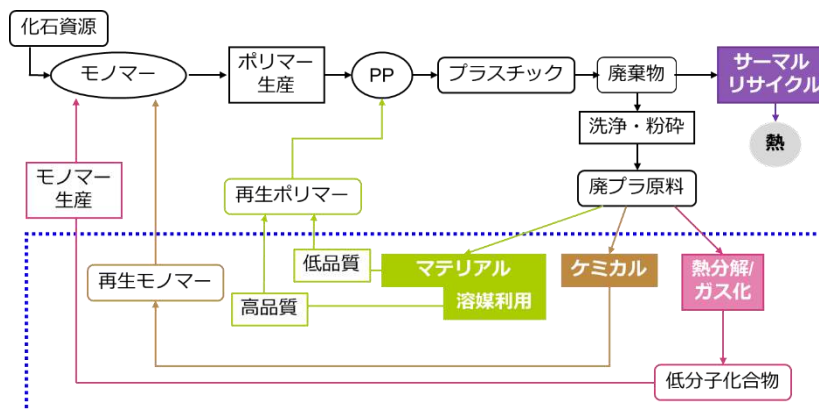 化石資源
モノマー
ポリマー
生産
PP
プラスチック
廃棄物
サーマル
リサイクル
洗浄・粉砕
熱
モノマー
生産
再生ポリマー
廃プラ原料
低品質
マテリアル
ケミカル
熱分解/
ガス化
再生モノマー
高品質
溶媒利用
低分子化合物